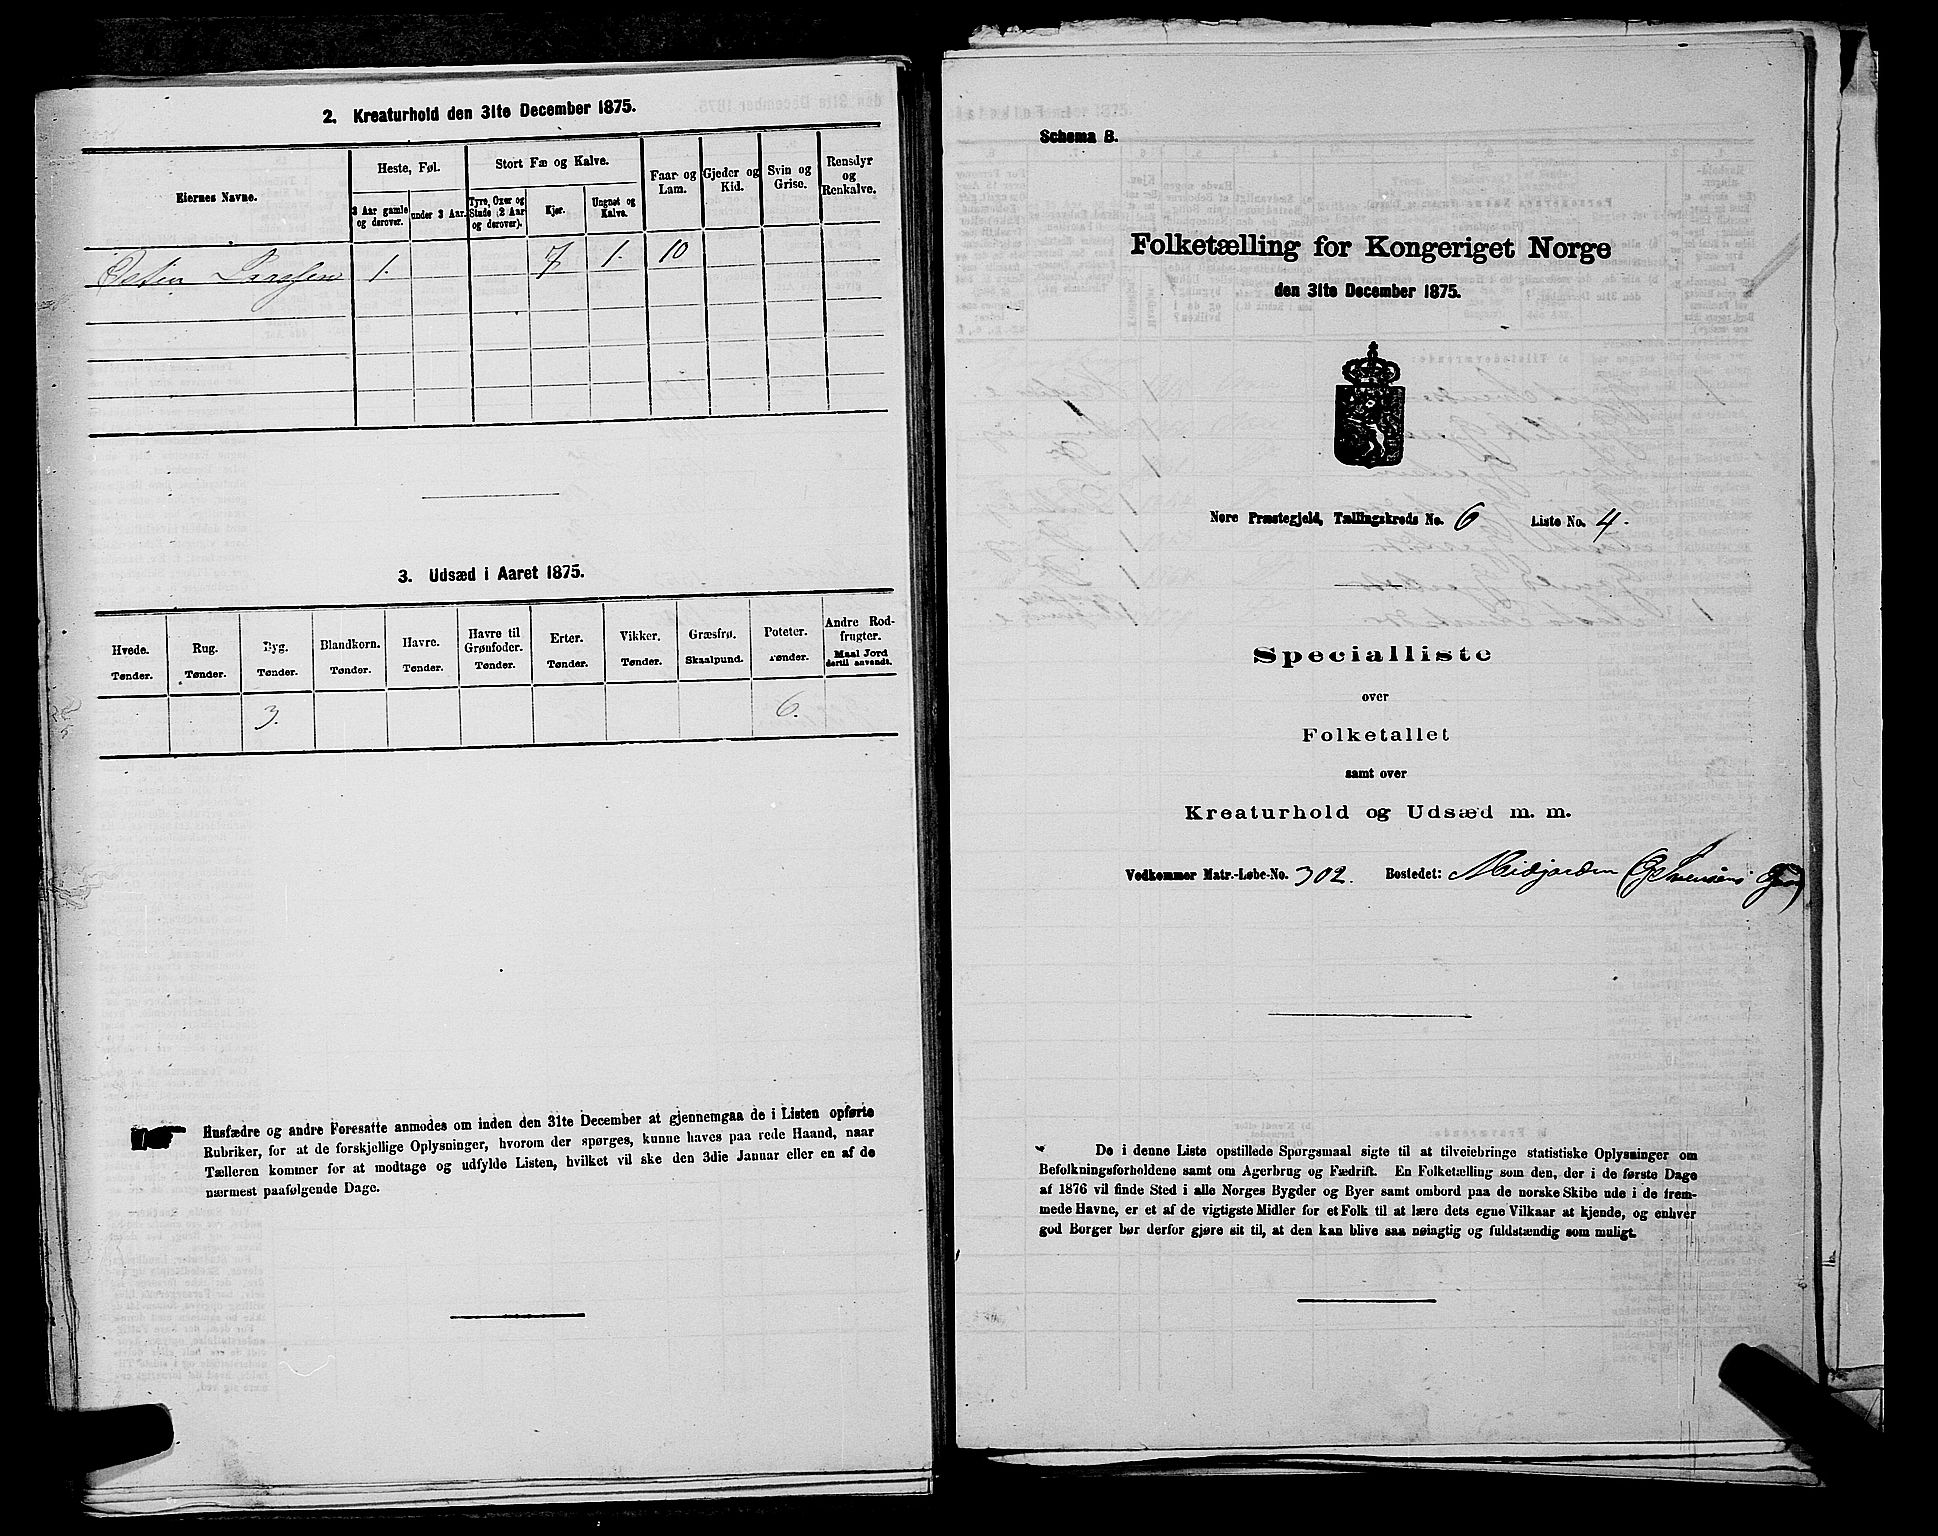 2. Kreaturhold den 31te December 1875.
Eiernes Navne.
Heste, Føl.
Stort Fæ og Kalve.
Faar og Lam.
Gjeder og Kid.
Svin og Grise.
Rensdyr og Renkalve.
3 Aar gamle og derover.
under 3 Aar.
Tyre, Oxer og Stude (2 Aar og derover).
Kjør.
Ungnøt og Kalve.
Østen Larssen 1. 7 1. 10
3. Udsæd i Aaret 1875.
Hvede. Rug. Byg. Blandkorn. Havre. Havre til Grønfoder. Erter. Vikker. Græsfrø. Poteter. Andre Rodfrugter.
Tønder. Tønder. Tønder. Tønder. Tønder. Tønder. Tønder. Tønder. Skaalpund. Tønder. Maal Jord dertil anvendt.
3. 6.
Husfædre og andre Foresatte anmodes om inden den 31te December at gjennemgaa de i Listen opførte
Rubriker, for at de forskjellige Oplysninger, hvorom der spørges, kunne haves paa rede Haand, naar
Tælleren kommer for at modtage og udfylde Listen, hvilket vil ske den 3die Januar eller en af de
nærmest paafølgende Dage.
Schema B.
Folketælling for Kongeriget Norge
den 31te December 1875.
Nore Præstegjeld, Tællingskreds No. 6 Liste No. 4.
Specialliste
over
Folketallet
samt over
Kreaturhold og Udsæd m. m.
Vedkommer Matr.-Løbe-No. 302. Bostedet: Midjorden
De i denne Liste opstillede Spørgsmaal sigte til at tilveiebringe statistiske Oplysninger om
Befolkningsforholdene samt om Agerbrug og Fædrift. En Folketælling som den, der i de første Dage
af 1876 vil finde Sted i alle Norges Bygder og Byer samt ombord paa de norske Skibe ude i de frem-
mede Havne, er et af de vigtigste Midler for et Folk til at lære dets egne Vilkaar at kjende, og enhver
god Borger bør derfor gjøre sit til, at den kan blive saa nøiagtig og fuldstændig som muligt.